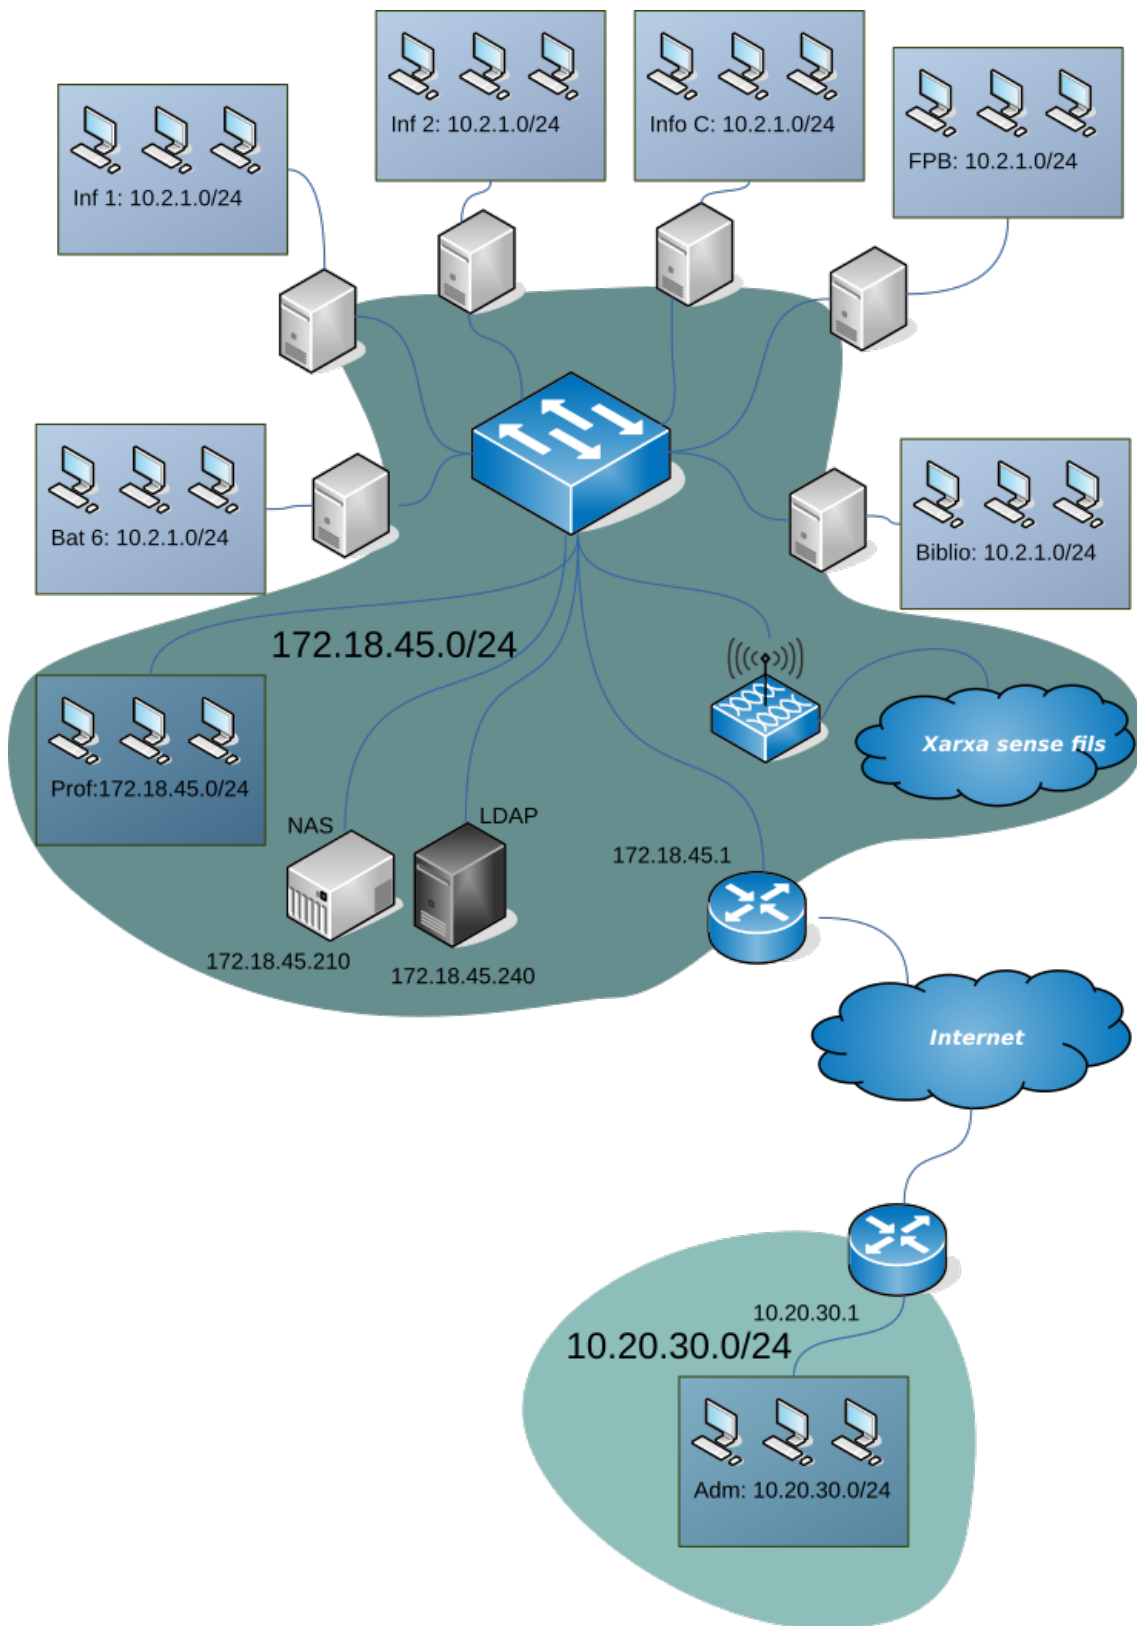 Inf 2: 10.2.1.0/24
Info C: 10.2.1.0/24
FPB: 10.2.1.0/24
Inf 1: 10.2.1.0/24
Bat 6: 10.2.1.0/24
Biblio: 10.2.1.0/24
172.18.45.0/24
Xarxa sense fils
Prof:172.18.45.0/24
NAS
LDAP
172.18.45.1
172.18.45.210
172.18.45.240
Internet
10.20.30.1
10.20.30.0/24
Adm: 10.20.30.0/24